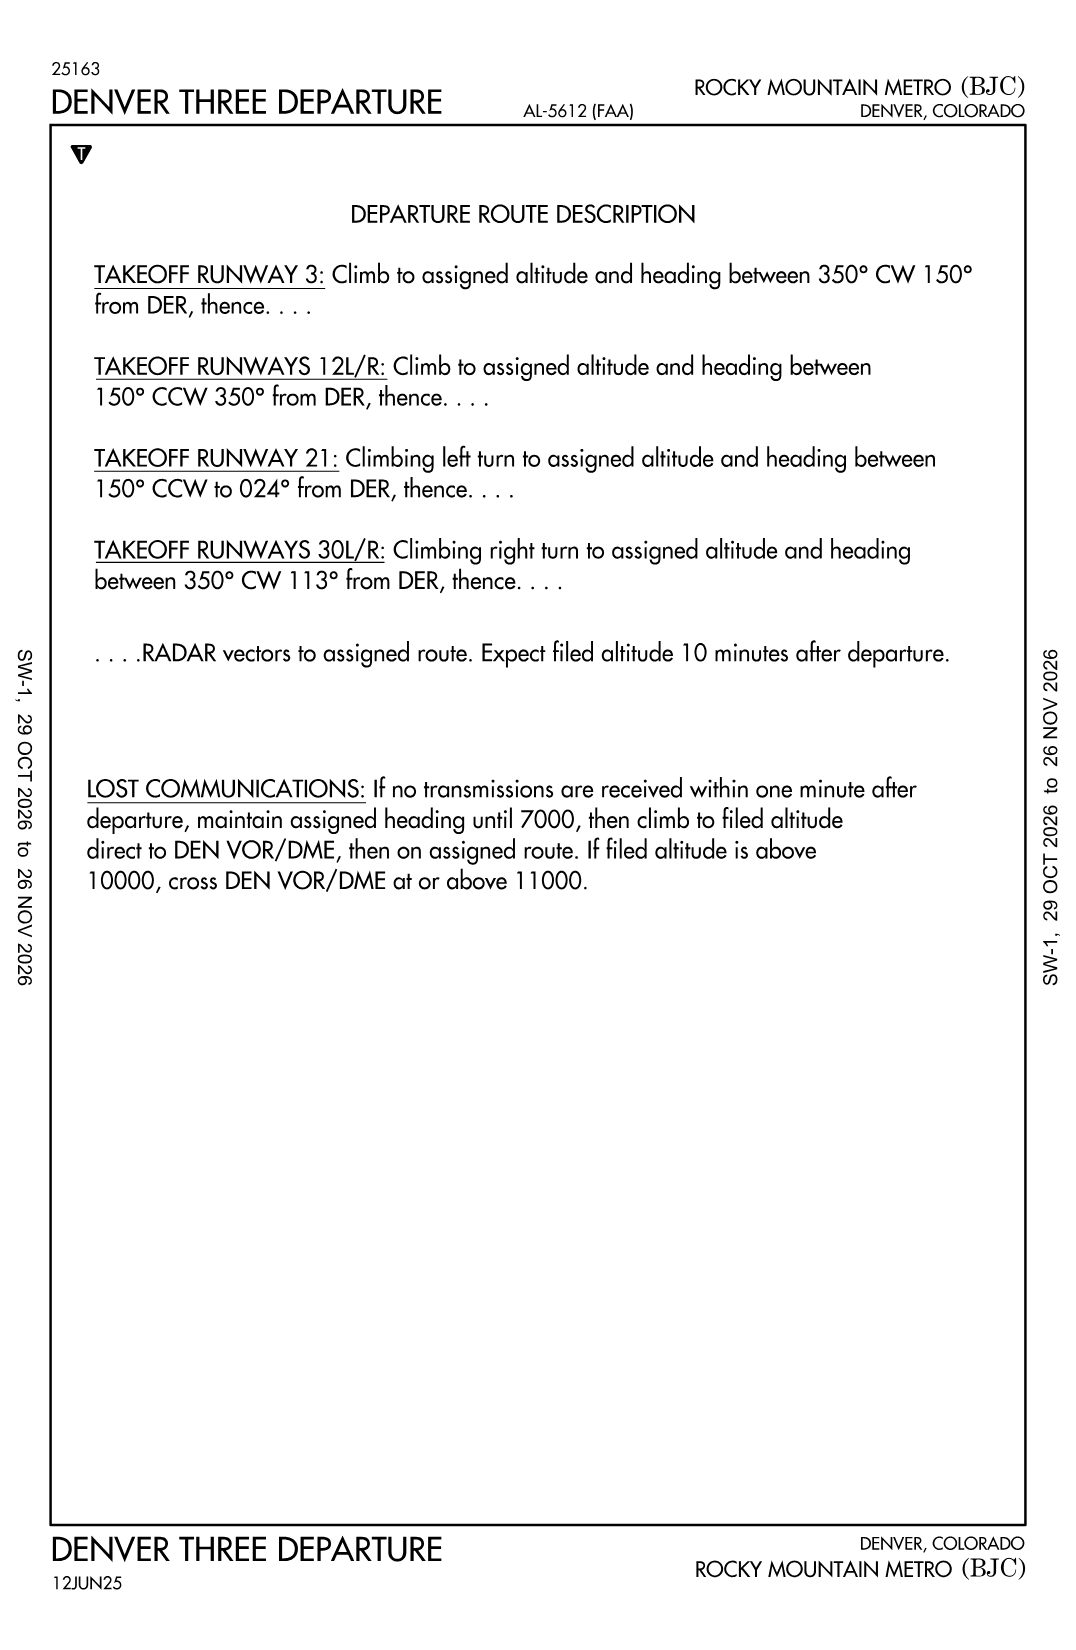 25163
DENVER THREE DEPARTURE
AL-5612 (FAA)
ROCKY MOUNTAIN METRO (BJC)
DENVER, COLORADO
T
DEPARTURE ROUTE DESCRIPTION
TAKEOFF RUNWAY 3: Climb to assigned altitude and heading between 350° CW 150°
from DER, thence. . . .
TAKEOFF RUNWAYS 12L/R: Climb to assigned altitude and heading between
150° CCW 350° from DER, thence. . . .
TAKEOFF RUNWAY 21: Climbing left turn to assigned altitude and heading between
150° CCW to 024° from DER, thence. . . .
TAKEOFF RUNWAYS 30L/R: Climbing right turn to assigned altitude and heading
between 350° CW 113° from DER, thence. . . .
. . . .RADAR vectors to assigned route. Expect filed altitude 10 minutes after departure.
LOST COMMUNICATIONS: If no transmissions are received within one minute after
departure, maintain assigned heading until 7000, then climb to filed altitude
direct to DEN VOR/DME, then on assigned route. If filed altitude is above
10000, cross DEN VOR/DME at or above 11000.
SW-1, 29 OCT 2026 to 26 NOV 2026
SW-1, 29 OCT 2026 to 26 NOV 2026
DENVER THREE DEPARTURE
12JUN25
DENVER, COLORADO
ROCKY MOUNTAIN METRO (BJC)